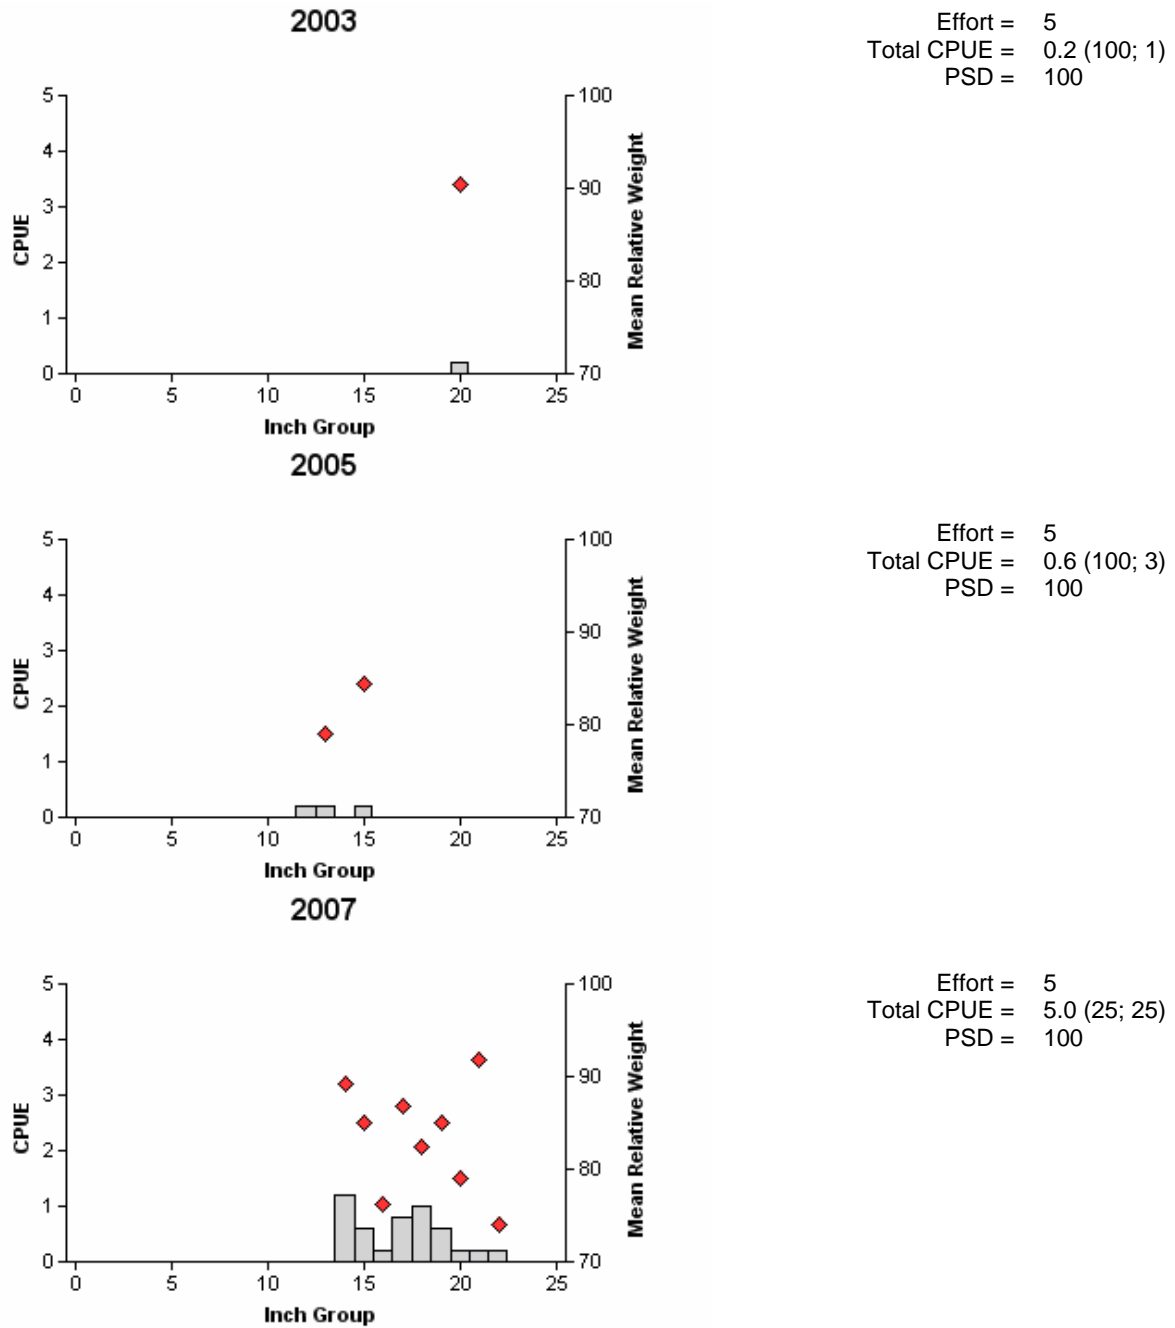 2003
Effort = 5
Total CPUE = 0.2 (100; 1)
PSD = 100
5
4
3
2
1
0
CPUE
100
90
80
70
Mean Relative Weight
0 5 10 15 20 25
Inch Group
2005
Effort = 5
Total CPUE = 0.6 (100; 3)
PSD = 100
5
4
3
2
1
0
CPUE
100
90
80
70
Mean Relative Weight
0 5 10 15 20 25
Inch Group
2007
Effort = 5
Total CPUE = 5.0 (25; 25)
PSD = 100
5
4
3
2
1
0
CPUE
100
90
80
70
Mean Relative Weight
0 5 10 15 20 25
Inch Group